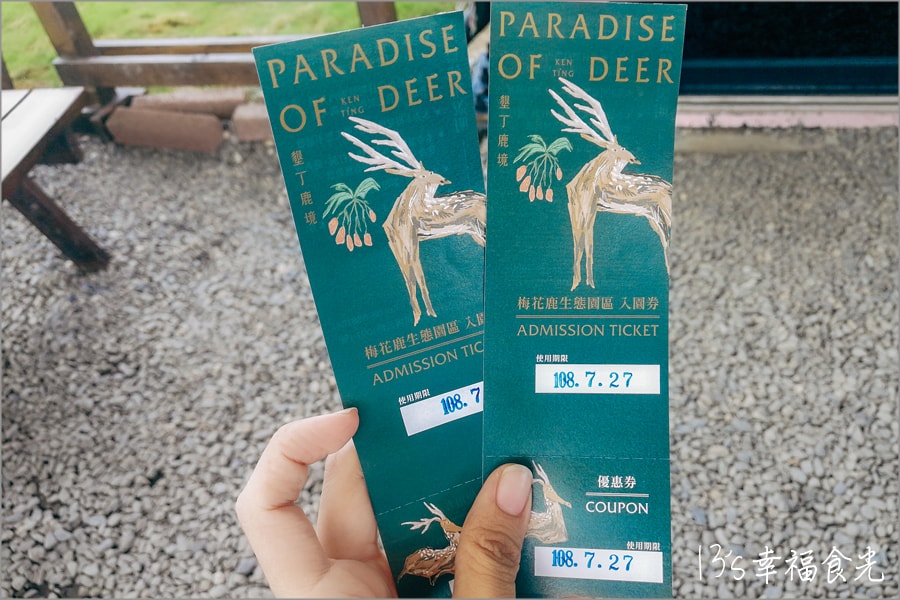 PARADISE
OF KEN TING DEER
墾丁鹿境
梅花鹿生態園區 入園
ADMISSION TIC
使用期限
108.7
PARADISE
OF KEN TING DEER
墾丁鹿境
梅花鹿生態園區 入園券
ADMISSION TICKET
使用期限
108.7.27
優惠券
COUPON
使用期限
108.7.27
13's幸福食光